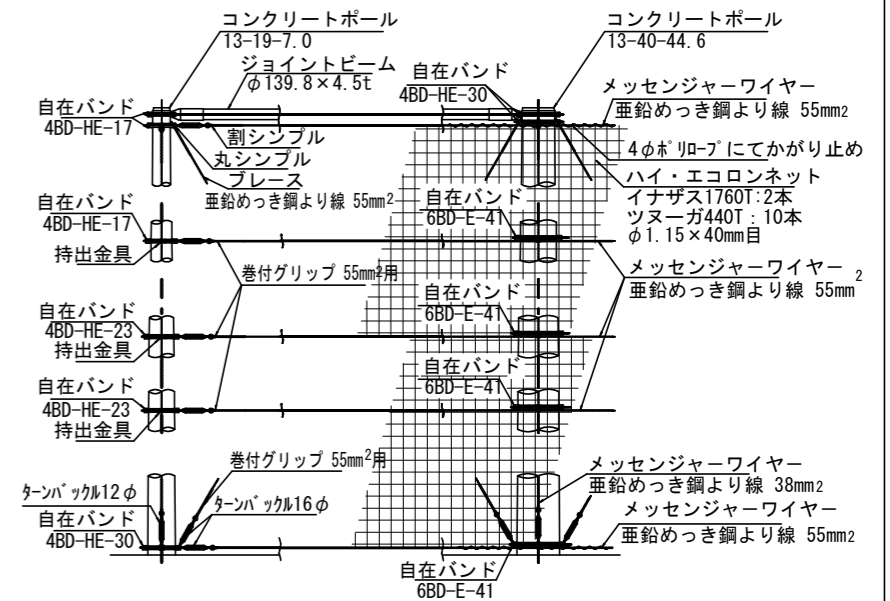 コンクリートポール
13-19-7.0
ジョイントビーム
φ139.8×4.5t
自在バンド
4BD-HE-30
コンクリートポール
13-40-44.6
メッセンジャーワイヤー
亜鉛めっき鋼より線 55mm2
自在バンド
4BD-HE-17
割シンブル
丸シンブル
ブレース
亜鉛めっき鋼より線 55mm2
4φポリロープにてかがり止め
ハイ・エコロンネット
イナザス1760T:2本
ツヌーガ440T:10本
φ1.15×40mm目
自在バンド
4BD-HE-17
持出金具
自在バンド
6BD-E-41
巻付グリップ 55mm2用
メッセンジャーワイヤー
亜鉛めっき鋼より線 55mm2
自在バンド
4BD-HE-23
持出金具
自在バンド
6BD-E-41
自在バンド
4BD-HE-23
持出金具
自在バンド
6BD-E-41
巻付グリップ 55mm2用
ターンバックル12φ
ターンバックル16φ
自在バンド
4BD-HE-30
メッセンジャーワイヤー
亜鉛めっき鋼より線 38mm2
メッセンジャーワイヤー
亜鉛めっき鋼より線 55mm2
自在バンド
6BD-E-41